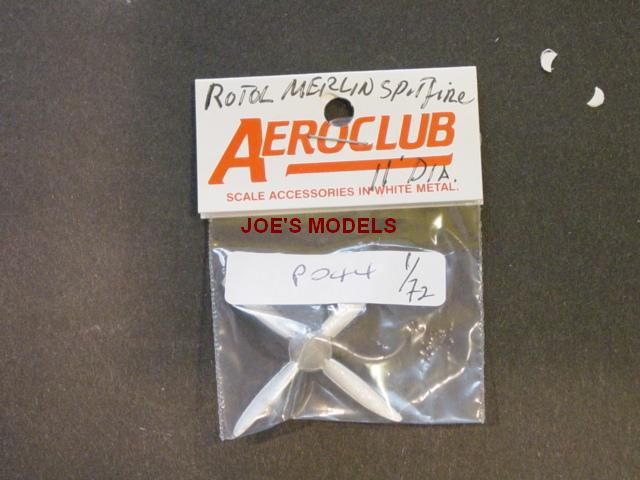 ROTOL MERLIN SPITfire
AEROCLUB
11' DIA.
SCALE ACCESSORIES IN WHITE METAL.
JOE'S MODELS
P044 1/72